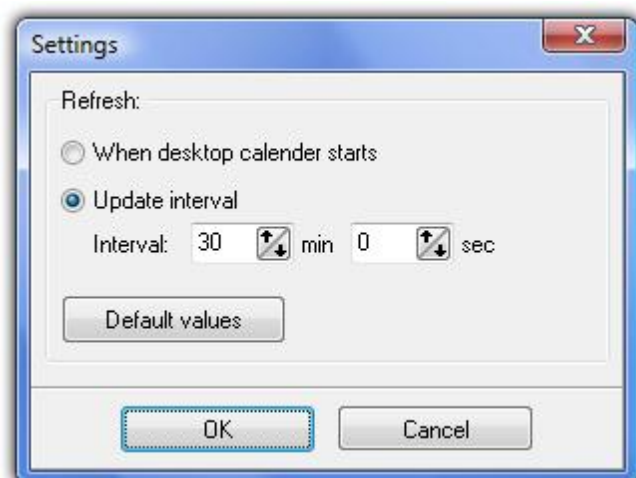 Settings
Refresh:
When desktop calender starts
Update interval
Interval: 30 min 0 sec
Default values
OK Cancel